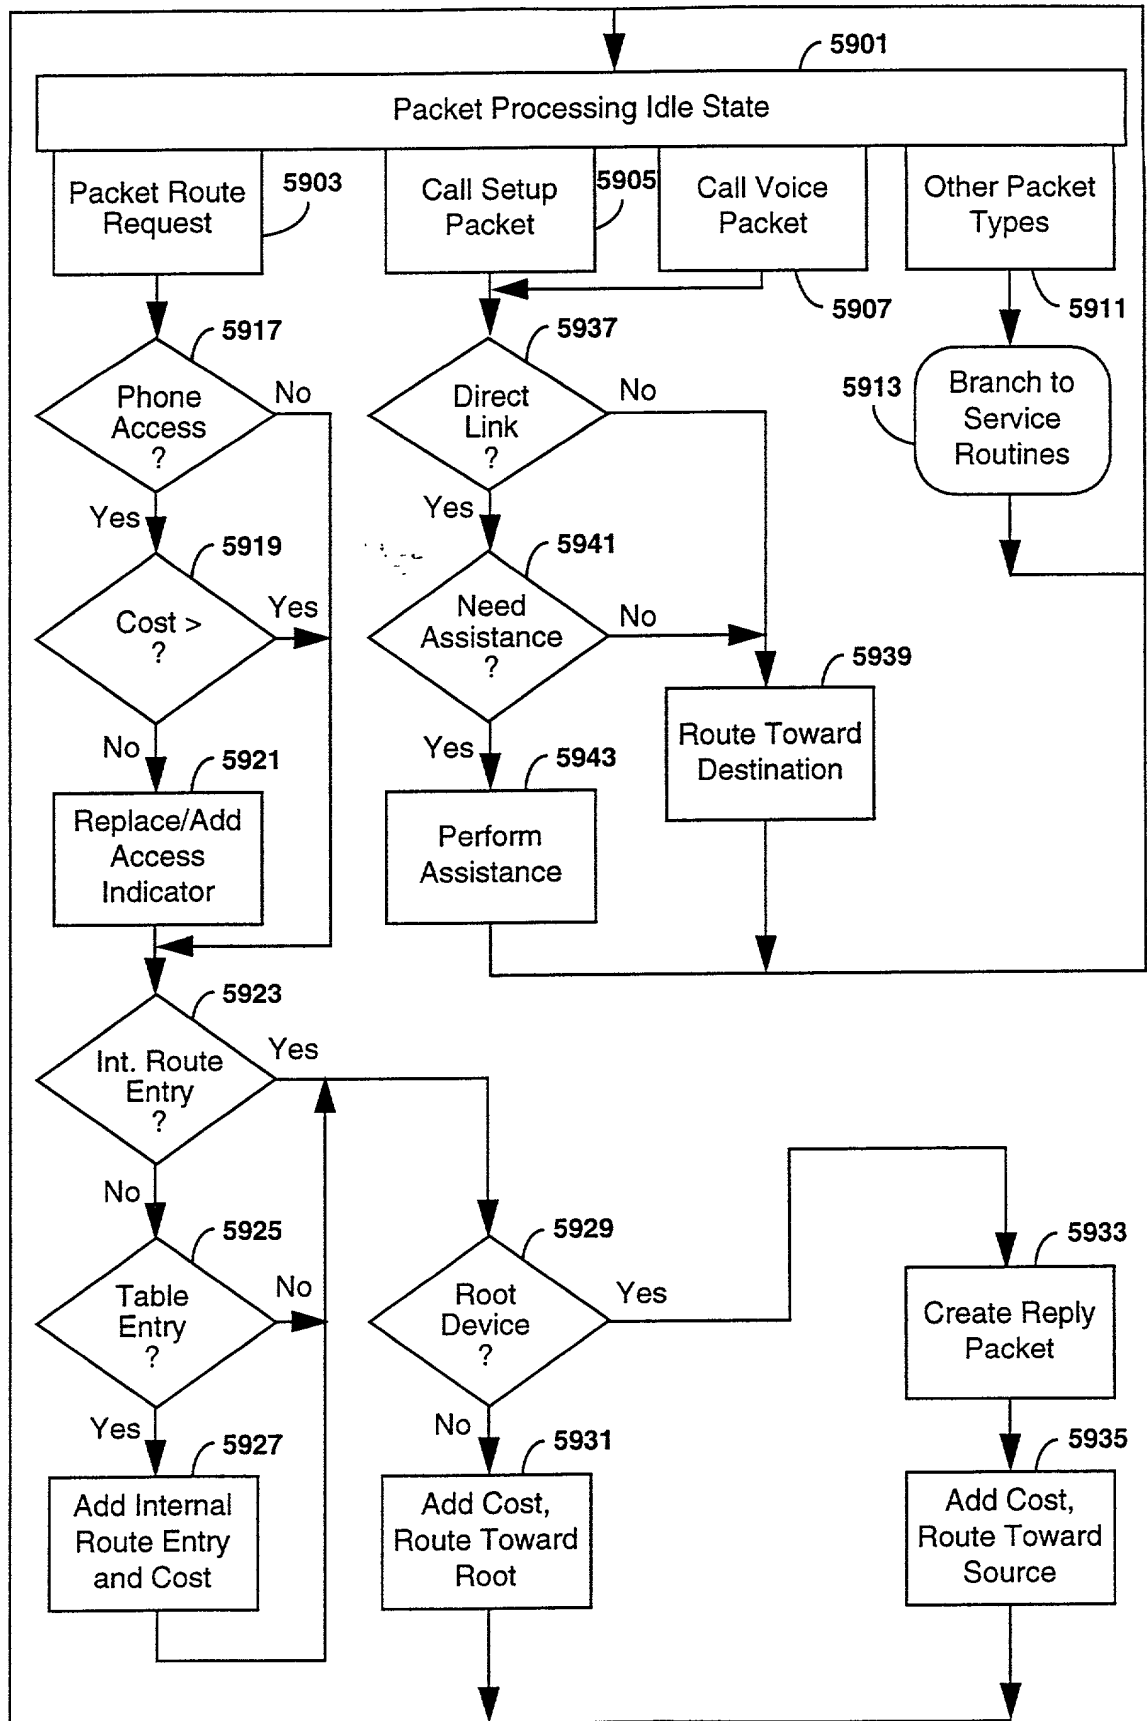 5901
Packet Processing Idle State
Packet Route
Request
5903
Call Setup
Packet
5905
Call Voice
Packet
5907
Other Packet
Types
5911
5917
Phone
Access
?
No
Yes
5919
Cost >
?
Yes
No
5921
Replace/Add
Access
Indicator
5937
Direct
Link
?
No
Yes
5941
Need
Assistance
?
No
Yes
5943
Perform
Assistance
5939
Route Toward
Destination
5913
Branch to
Service
Routines
5923
Int. Route
Entry
?
Yes
No
5925
Table
Entry
?
No
Yes
5927
Add Internal
Route Entry
and Cost
5929
Root
Device
?
Yes
No
5931
Add Cost,
Route Toward
Root
5933
Create Reply
Packet
5935
Add Cost,
Route Toward
Source